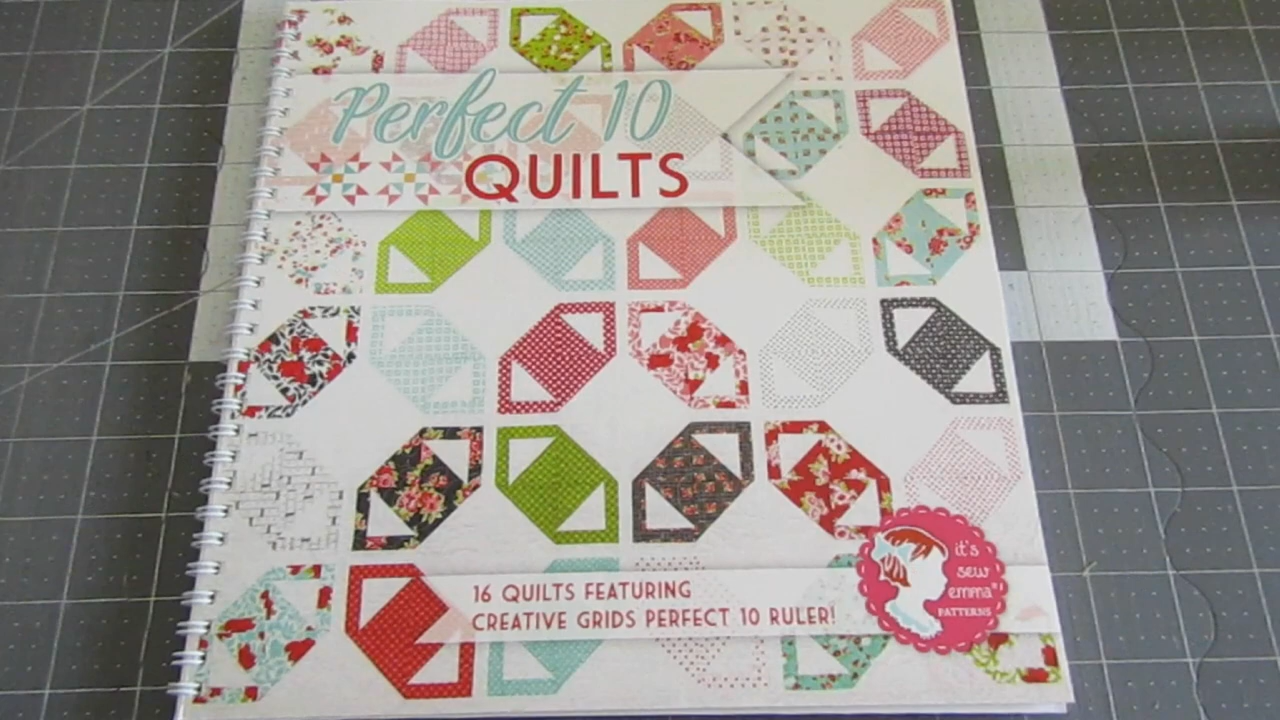 Perfect 10
QUILTS
16 QUILTS FEATURING
CREATIVE GRIDS PERFECT 10 RULER!
it's
sew
emma®
PATTERNS